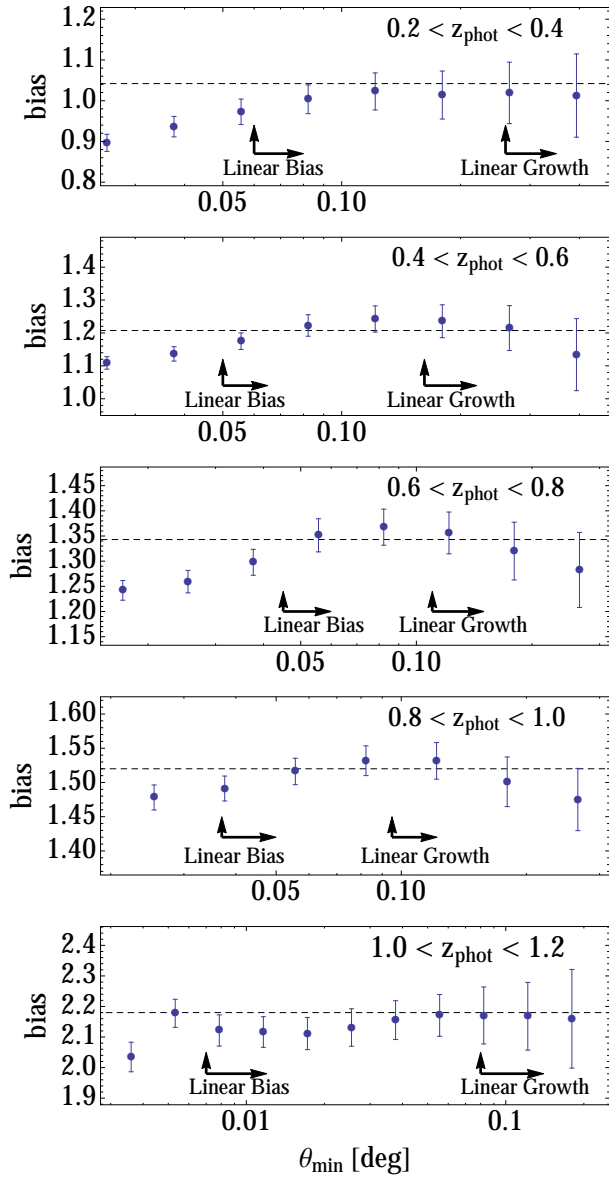 0.2 < z_phot < 0.4
1.2
1.1
1.0
0.9
0.8
bias
Linear Bias
Linear Growth
0.05
0.10
0.4 < z_phot < 0.6
1.4
1.3
1.2
1.1
1.0
bias
Linear Bias
Linear Growth
0.05
0.10
0.6 < z_phot < 0.8
1.45
1.40
1.35
1.30
1.25
1.20
1.15
bias
Linear Bias
Linear Growth
0.05
0.10
0.8 < z_phot < 1.0
1.60
1.55
1.50
1.45
1.40
bias
Linear Bias
Linear Growth
0.05
0.10
1.0 < z_phot < 1.2
2.4
2.3
2.2
2.1
2.0
1.9
bias
Linear Bias
Linear Growth
0.01
0.1
θ_min [deg]